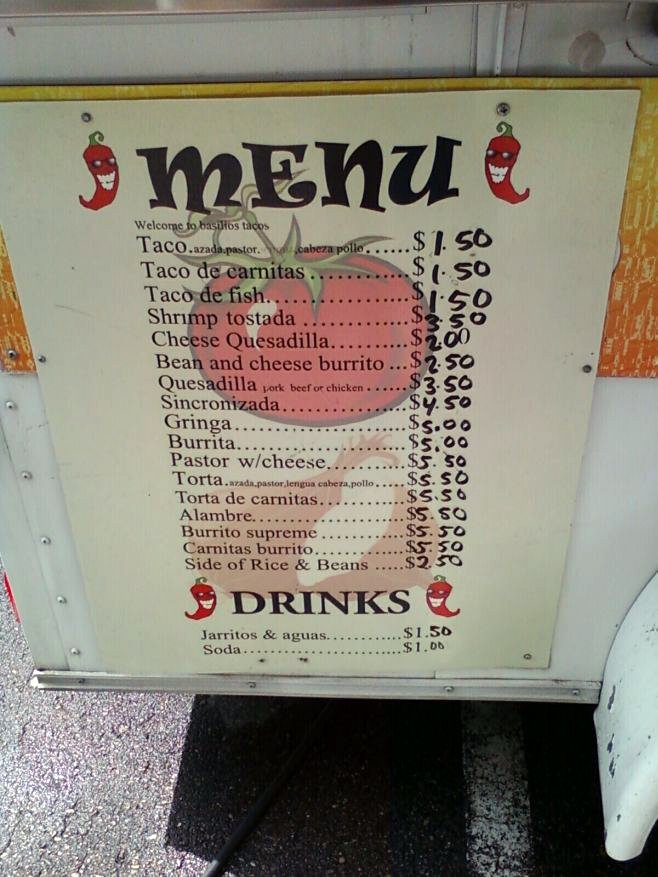 MENU
Welcome to basilios tacos
Taco.azada,pastor. ,cabeza pollo......$1.50
Taco de carnitas ..............$1.50
Taco de fish....................$1.50
Shrimp tostada ...............$3.50
Cheese Quesadilla...........$2.00
Bean and cheese burrito ...$2.50
Quesadilla pork beef or chicken ......$3.50
Sincronizada..................$4.50
Gringa.........................$5.00
Burrita.........................$5.00
Pastor w/cheese............$5.50
Torta.azada,pastor,lengua cabeza,pollo.....$5.50
Torta de carnitas.............$5.50
Alambre.......................$5.50
Burrito supreme .............$5.50
Carnitas burrito..............$5.50
Side of Rice & Beans .....$2.50
DRINKS
Jarritos & aguas............$1.50
Soda..........................$1.00